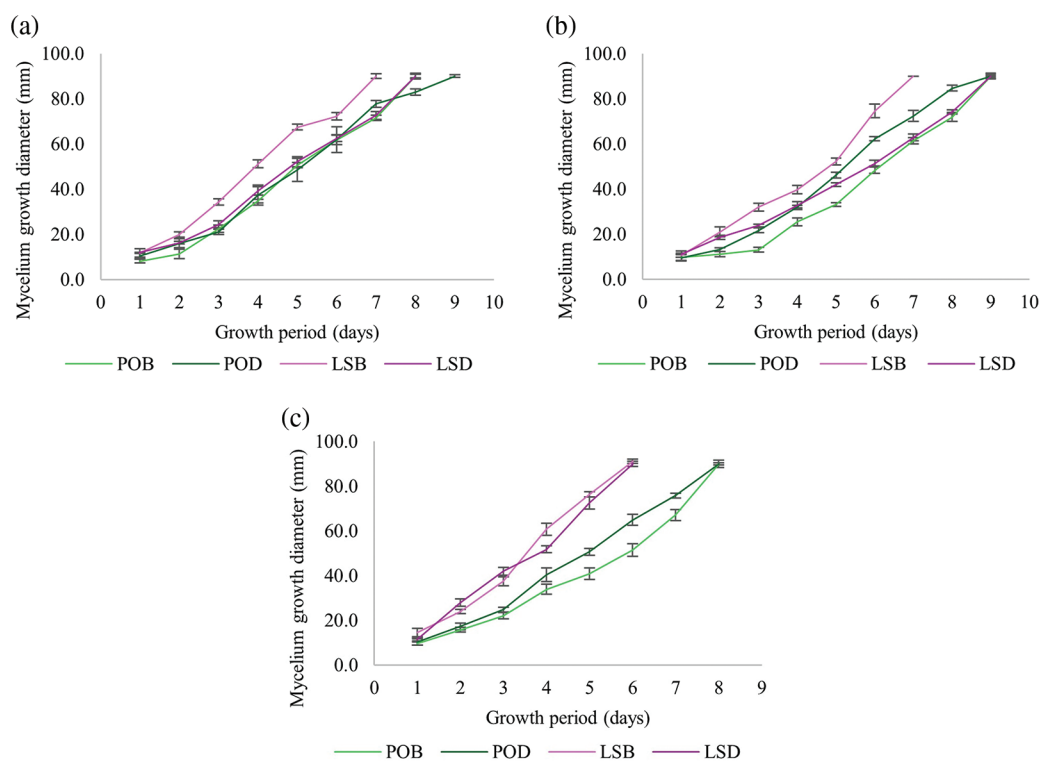 (a)
Mycelium growth diameter (mm)
100.0
80.0
60.0
40.0
20.0
0.0
0 1 2 3 4 5 6 7 8 9 10
Growth period (days)
POB POD LSB LSD
(b)
Mycelium growth diameter (mm)
100.0
80.0
60.0
40.0
20.0
0.0
0 1 2 3 4 5 6 7 8 9 10
Growth period (days)
POB POD LSB LSD
(c)
Mycelium growth diameter (mm)
100.0
80.0
60.0
40.0
20.0
0.0
0 1 2 3 4 5 6 7 8 9
Growth period (days)
POB POD LSB LSD